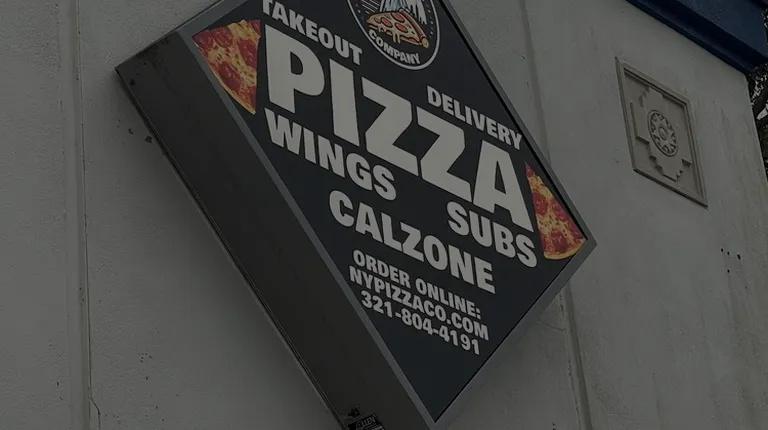 COMPANY
TAKEOUT
DELIVERY
PIZZA
WINGS
SUBS
CALZONE
ORDER ONLINE:
NYPIZZACO.COM
321-804-4191